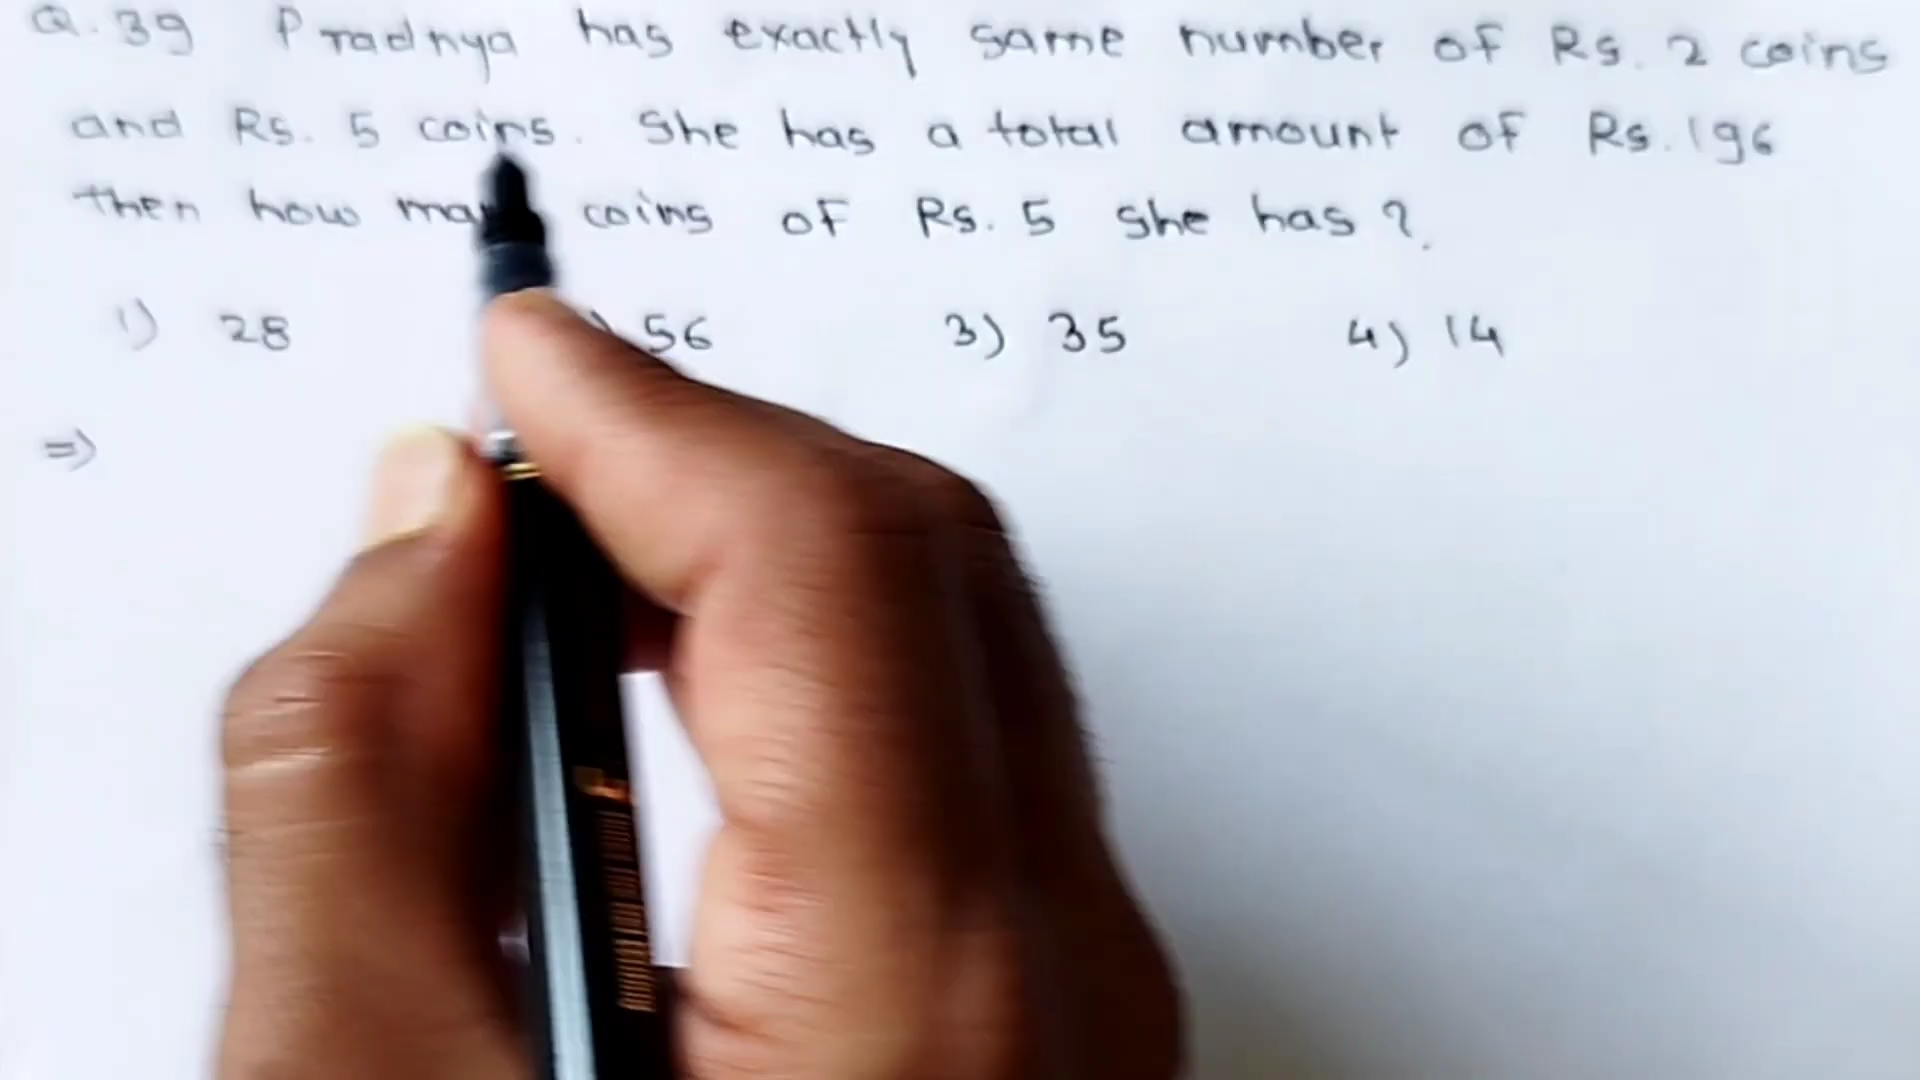 Q. 39 Pradnya has exactly same number of Rs. 2 coins
and Rs. 5 coins. She has a total amount of Rs. 196
then how coins of Rs. 5 she has ?
1) 28 56 3) 35 4) 14
=>